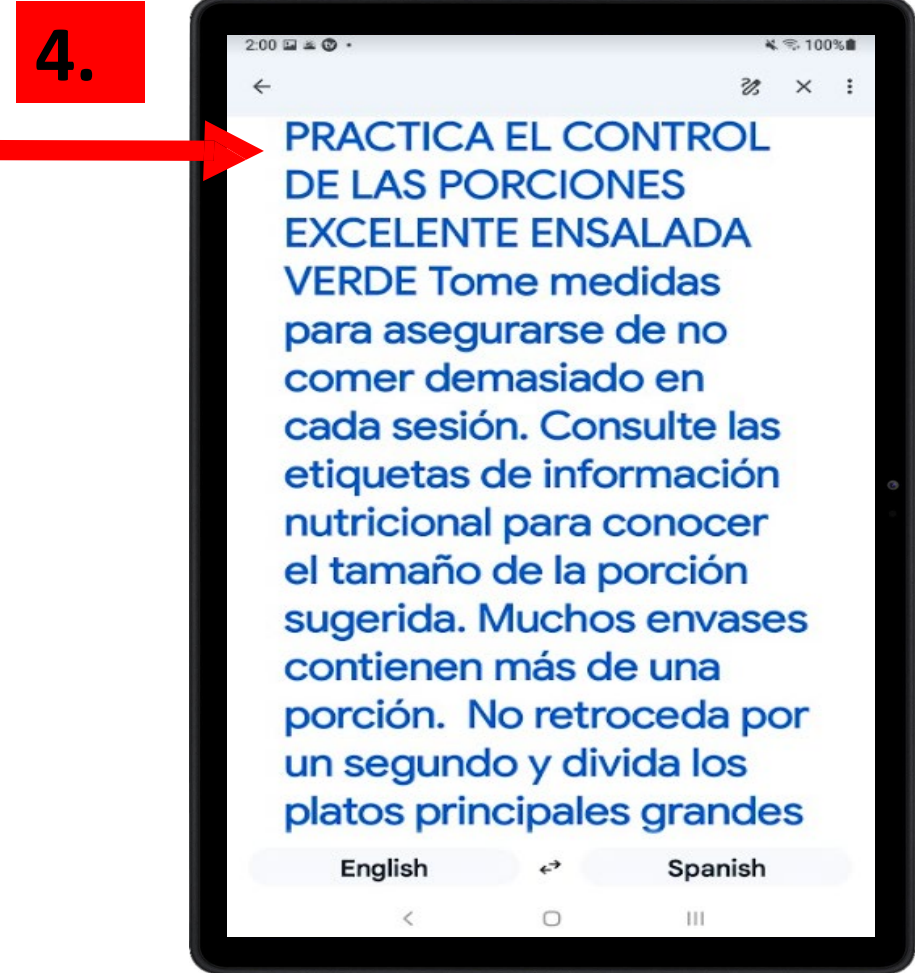 4.
2:00
100%
PRACTICA EL CONTROL
DE LAS PORCIONES
EXCELENTE ENSALADA
VERDE Tome medidas
para asegurarse de no
comer demasiado en
cada sesión. Consulte las
etiquetas de información
nutricional para conocer
el tamaño de la porción
sugerida. Muchos envases
contienen más de una
porción. No retroceda por
un segundo y divida los
platos principales grandes
English
Spanish